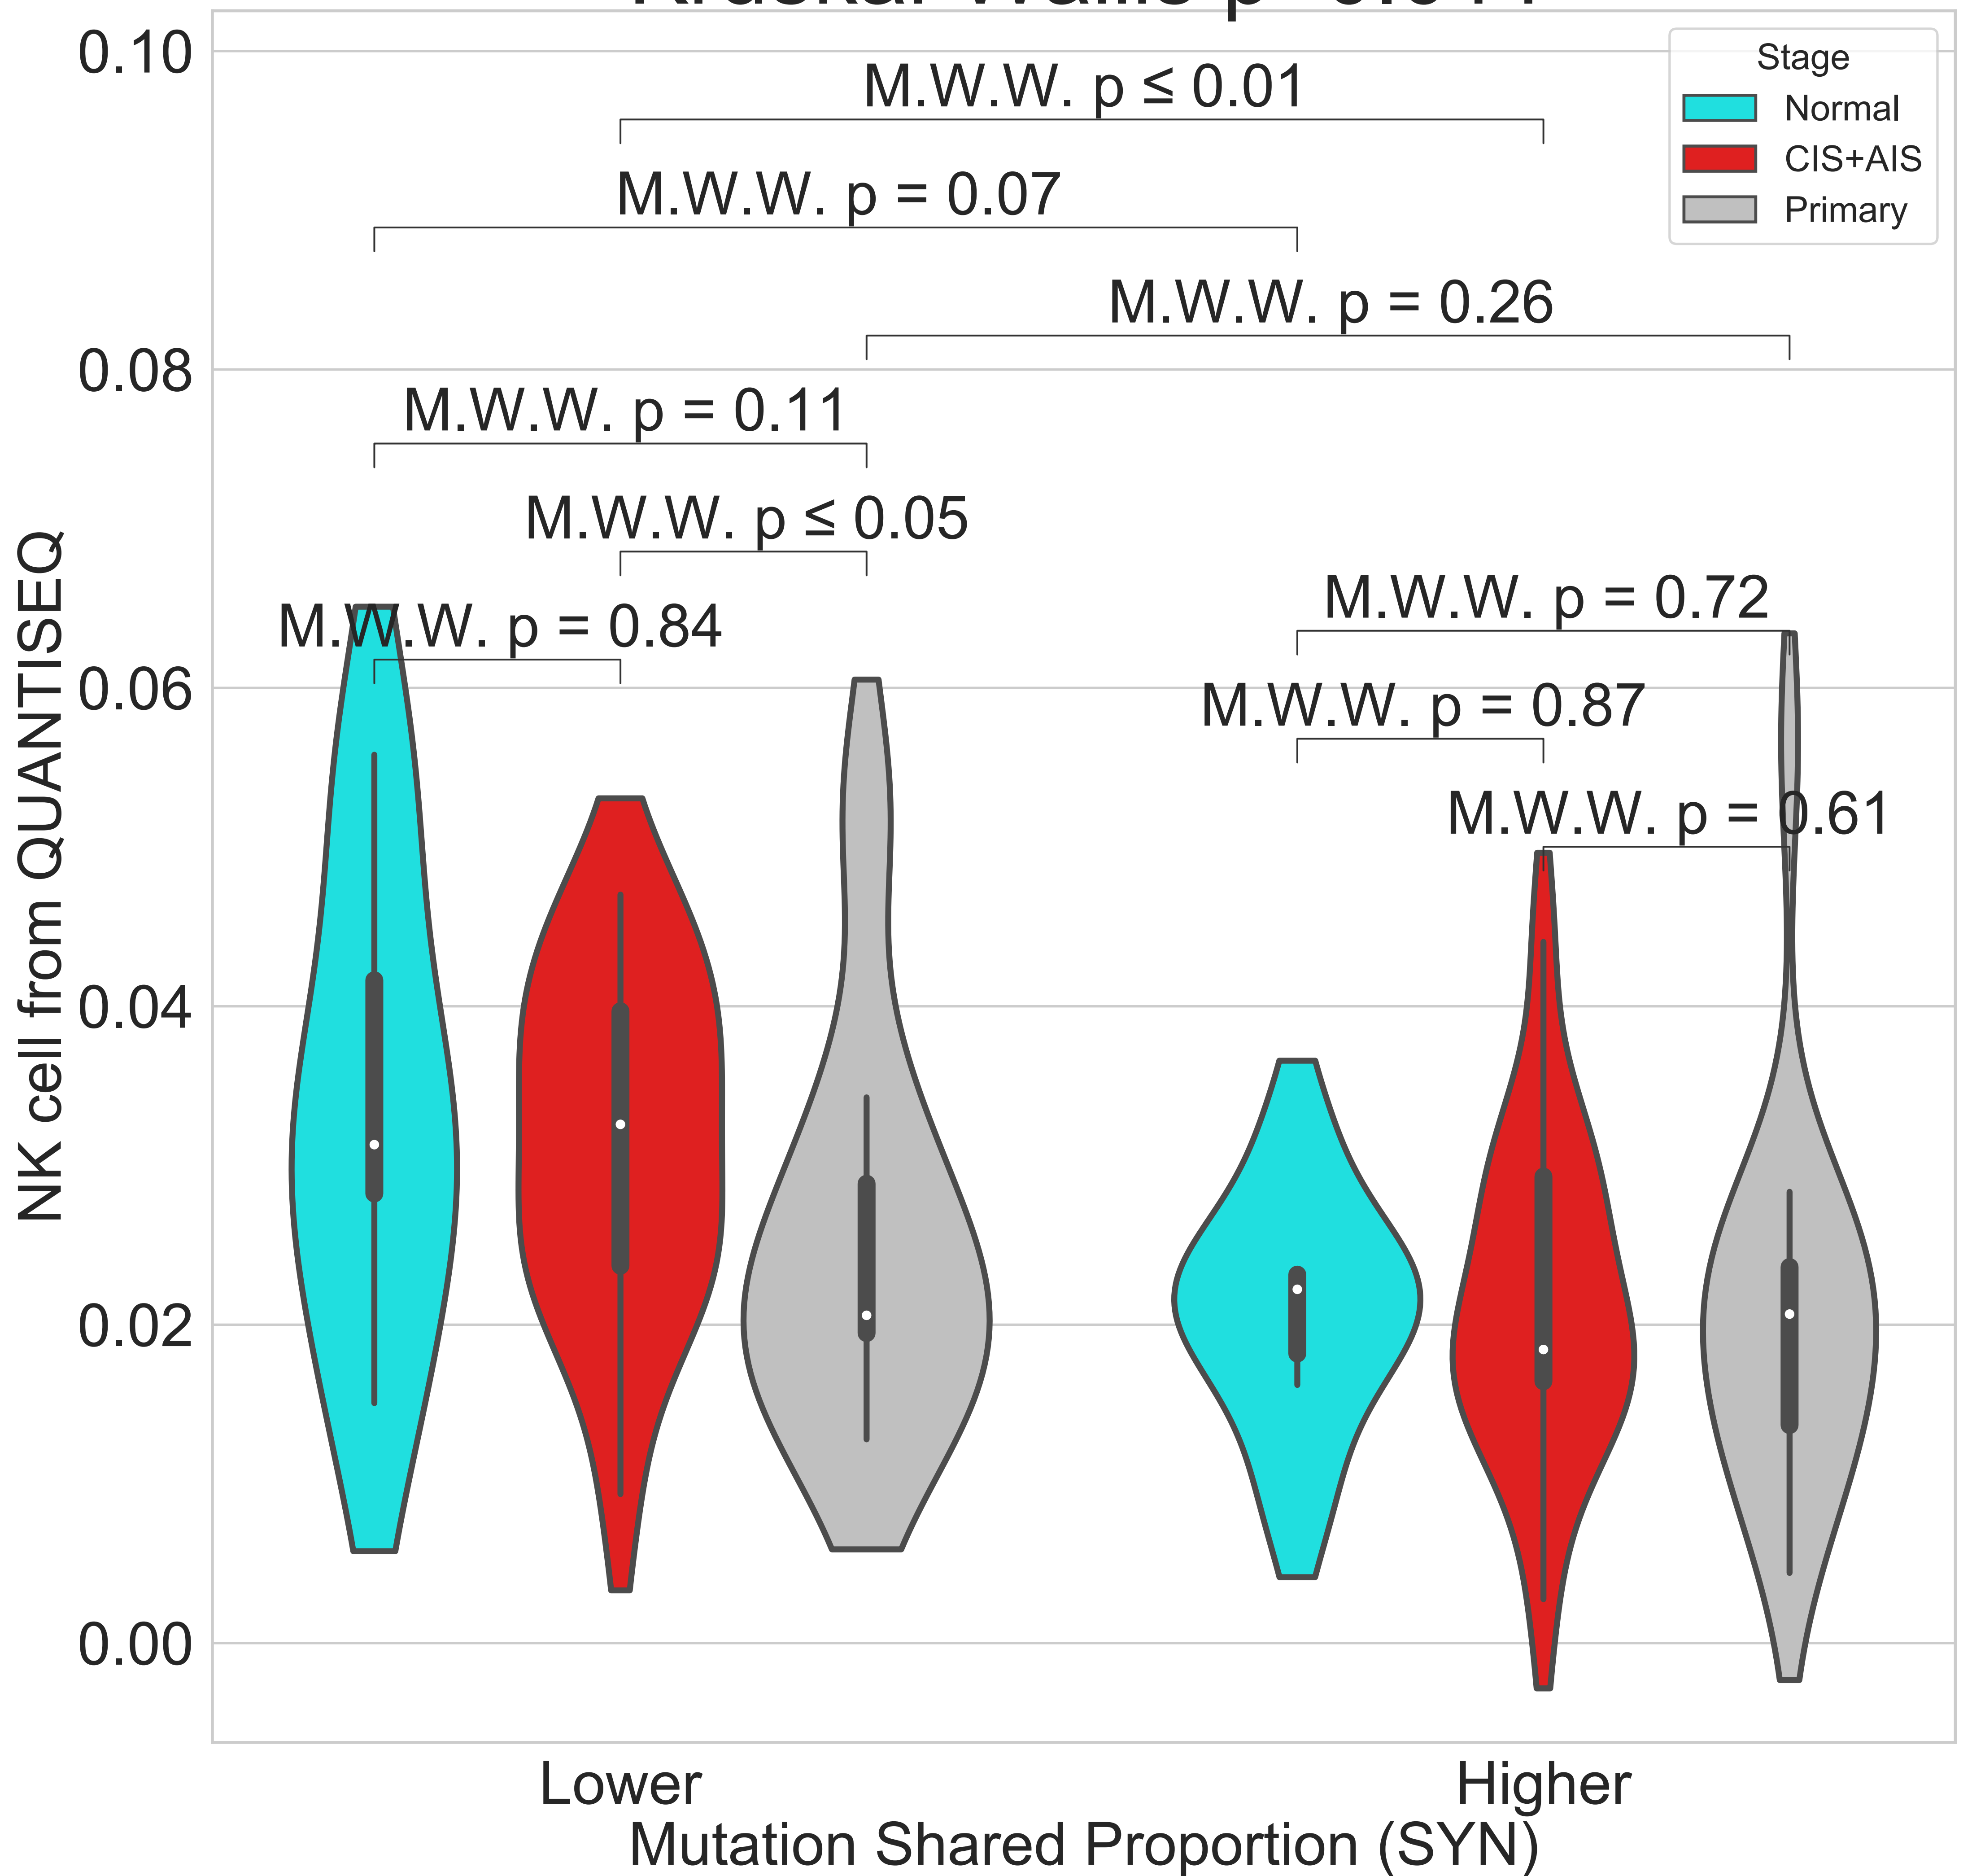 0.10
0.08
0.06
0.04
0.02
0.00
NK cell from QUANTISEQ
Stage
Normal
CIS+AIS
Primary
M.W.W. p ≤ 0.01
M.W.W. p = 0.07
M.W.W. p = 0.26
M.W.W. p = 0.11
M.W.W. p ≤ 0.05
M.W.W. p = 0.84
M.W.W. p = 0.72
M.W.W. p = 0.87
M.W.W. p = 0.61
Lower
Higher
Mutation Shared Proportion (SYN)